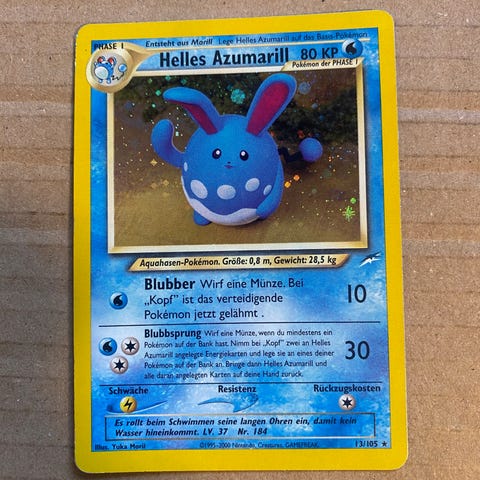 PHASE 1
Entsteht aus Marill Lege Helles Azumarill auf das Basis-Pokémon
Helles Azumarill 80 KP
Pokémon der PHASE 1
Aquahasen-Pokémon. Größe: 0,8 m, Gewicht: 28,5 kg
Blubber Wirf eine Münze. Bei
„Kopf” ist das verteidigende
Pokémon jetzt gelähmt .
10
Blubbsprung Wirf eine Münze, wenn du mindestens ein
Pokémon auf der Bank hast. Nimm bei „Kopf” zwei an Helles
Azumarill angelegte Energiekarten und lege sie an eines deiner
Pokémon auf der Bank an. Bringe dann Helles Azumarill und
alle daran angelegten Karten auf deine Hand zurück.
30
Schwäche Resistenz Rückzugskosten
Es rollt beim Schwimmen seine langen Ohren ein, damit kein
Wasser hineinkommt. LV. 37 Nr. 184
Illus. Yuka Morii ©1995-2000 Nintendo, Creatures, GAMEFREAK. 13/105 ★